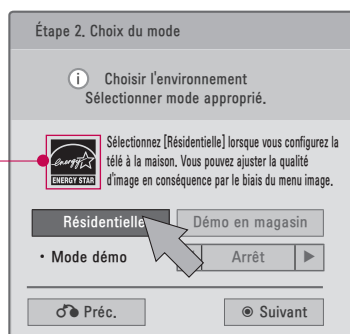 Étape 2. Choix du mode
i Choisir l'environnement
Sélectionner mode approprié.
Sélectionnez [Résidentielle] lorsque vous configurez la
télé à la maison. Vous pouvez ajuster la qualité
d'image en conséquence par le biais du menu image.
energy
ENERGY STAR
Résidentielle Démo en magasin
• Mode démo Arrêt ▶
Préc. ◉ Suivant